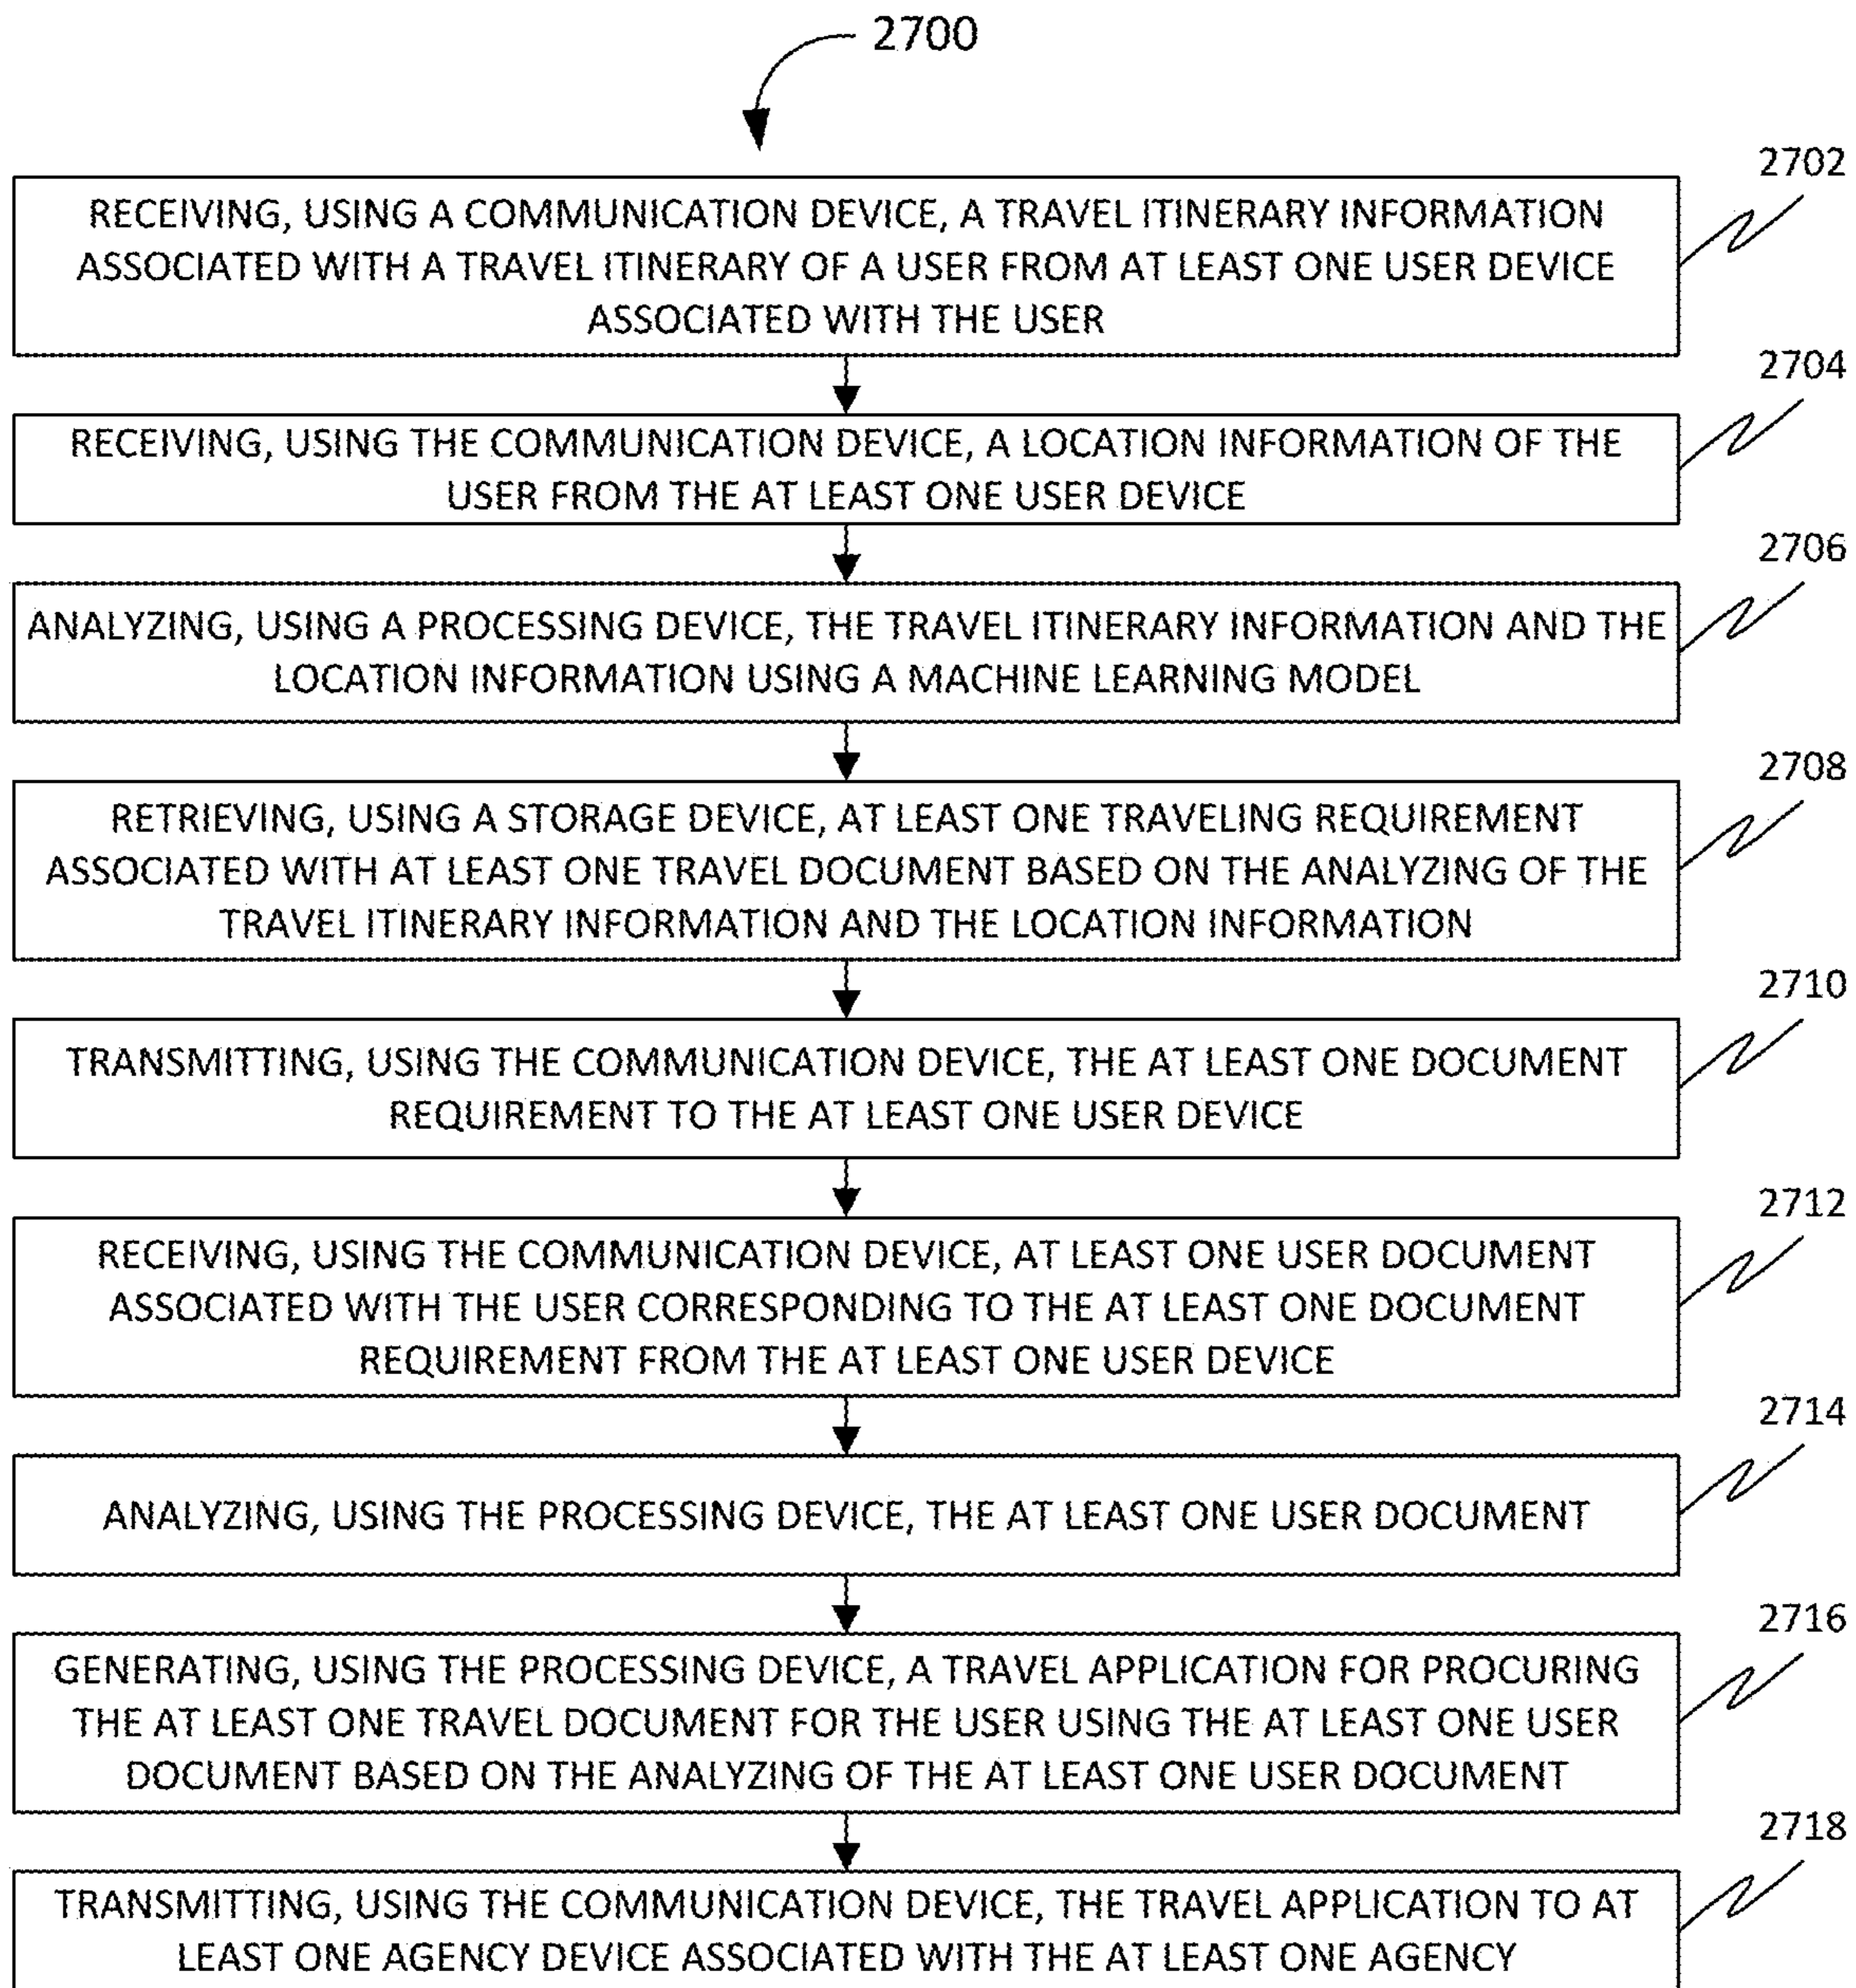 2700
2702
RECEIVING, USING A COMMUNICATION DEVICE, A TRAVEL ITINERARY INFORMATION
ASSOCIATED WITH A TRAVEL ITINERARY OF A USER FROM AT LEAST ONE USER DEVICE
ASSOCIATED WITH THE USER
2704
RECEIVING, USING THE COMMUNICATION DEVICE, A LOCATION INFORMATION OF THE
USER FROM THE AT LEAST ONE USER DEVICE
2706
ANALYZING, USING A PROCESSING DEVICE, THE TRAVEL ITINERARY INFORMATION AND THE
LOCATION INFORMATION USING A MACHINE LEARNING MODEL
2708
RETRIEVING, USING A STORAGE DEVICE, AT LEAST ONE TRAVELING REQUIREMENT
ASSOCIATED WITH AT LEAST ONE TRAVEL DOCUMENT BASED ON THE ANALYZING OF THE
TRAVEL ITINERARY INFORMATION AND THE LOCATION INFORMATION
2710
TRANSMITTING, USING THE COMMUNICATION DEVICE, THE AT LEAST ONE DOCUMENT
REQUIREMENT TO THE AT LEAST ONE USER DEVICE
2712
RECEIVING, USING THE COMMUNICATION DEVICE, AT LEAST ONE USER DOCUMENT
ASSOCIATED WITH THE USER CORRESPONDING TO THE AT LEAST ONE DOCUMENT
REQUIREMENT FROM THE AT LEAST ONE USER DEVICE
2714
ANALYZING, USING THE PROCESSING DEVICE, THE AT LEAST ONE USER DOCUMENT
2716
GENERATING, USING THE PROCESSING DEVICE, A TRAVEL APPLICATION FOR PROCURING
THE AT LEAST ONE TRAVEL DOCUMENT FOR THE USER USING THE AT LEAST ONE USER
DOCUMENT BASED ON THE ANALYZING OF THE AT LEAST ONE USER DOCUMENT
2718
TRANSMITTING, USING THE COMMUNICATION DEVICE, THE TRAVEL APPLICATION TO AT
LEAST ONE AGENCY DEVICE ASSOCIATED WITH THE AT LEAST ONE AGENCY